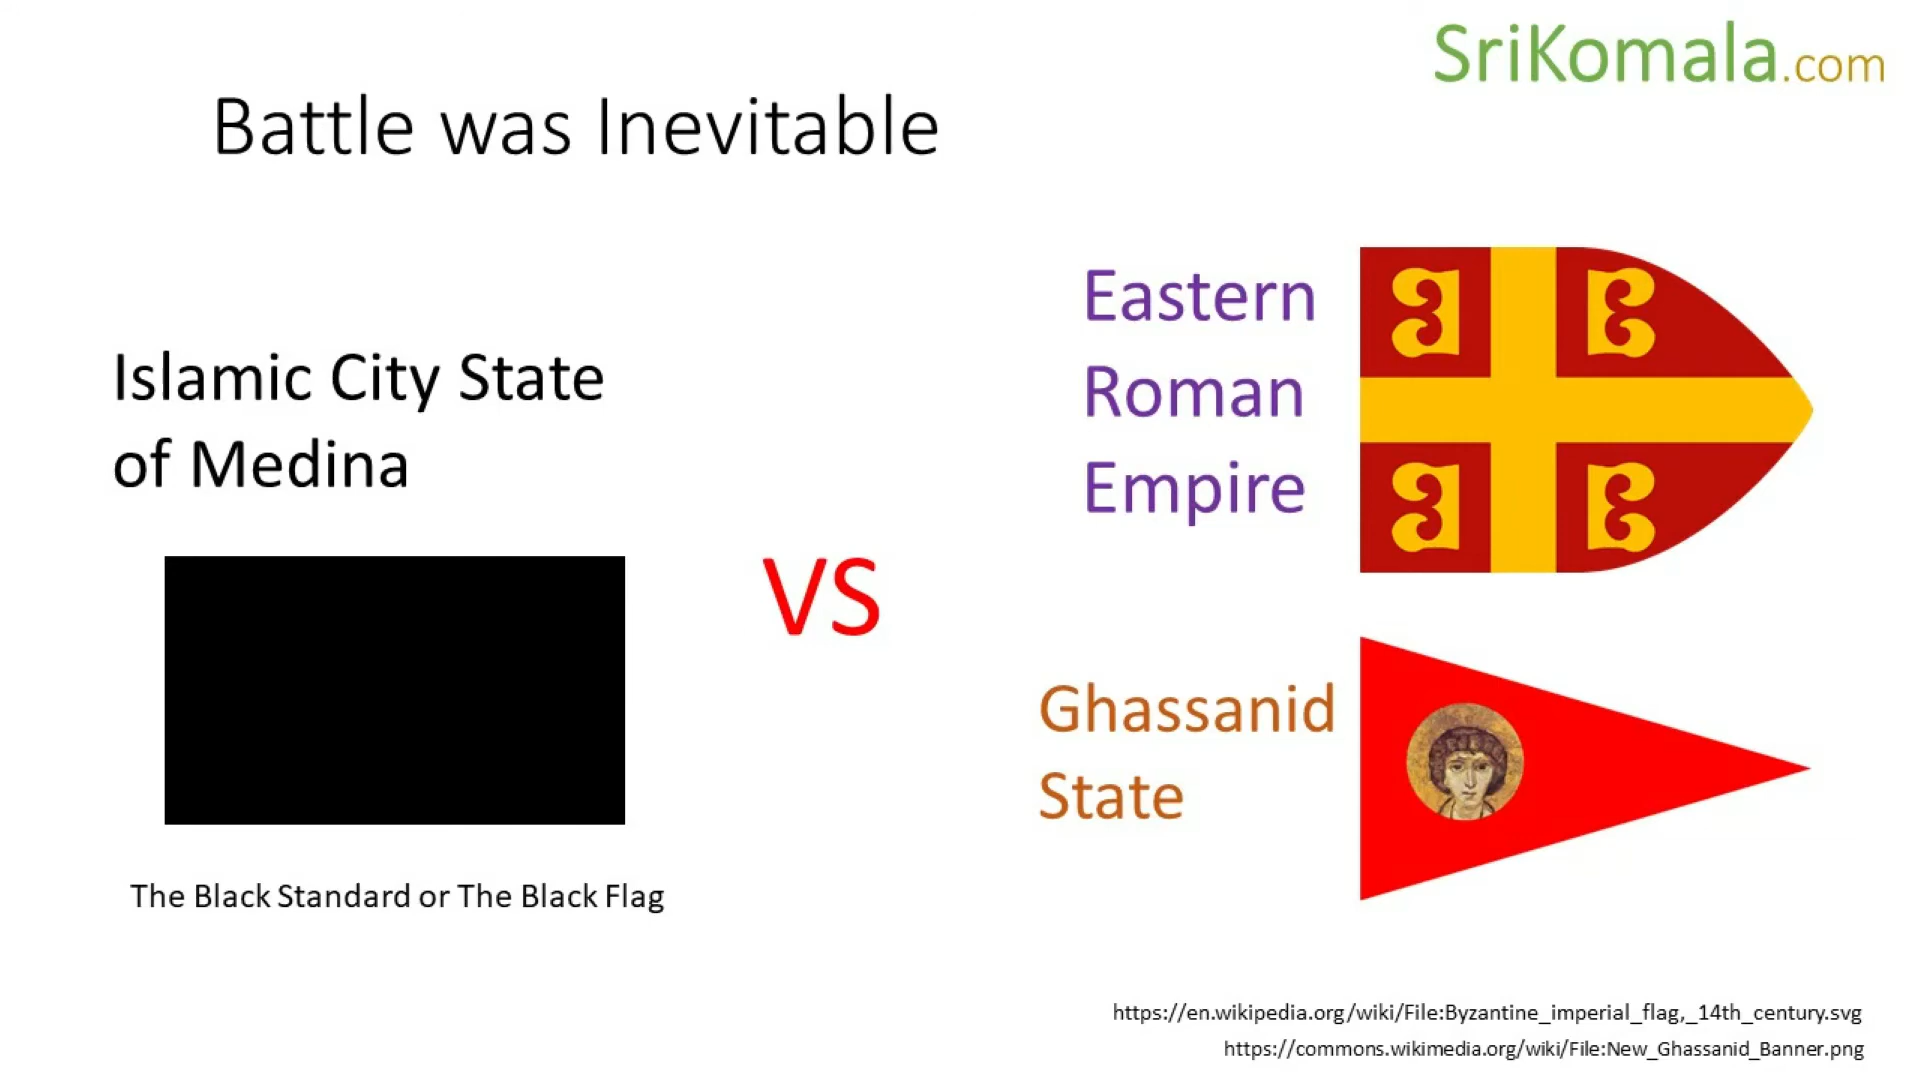 SriKomala.com
Battle was Inevitable
Islamic City State
of Medina
The Black Standard or The Black Flag
VS
Eastern
Roman
Empire
Ghassanid
State
https://en.wikipedia.org/wiki/File:Byzantine_imperial_flag,_14th_century.svg
https://commons.wikimedia.org/wiki/File:New_Ghassanid_Banner.png